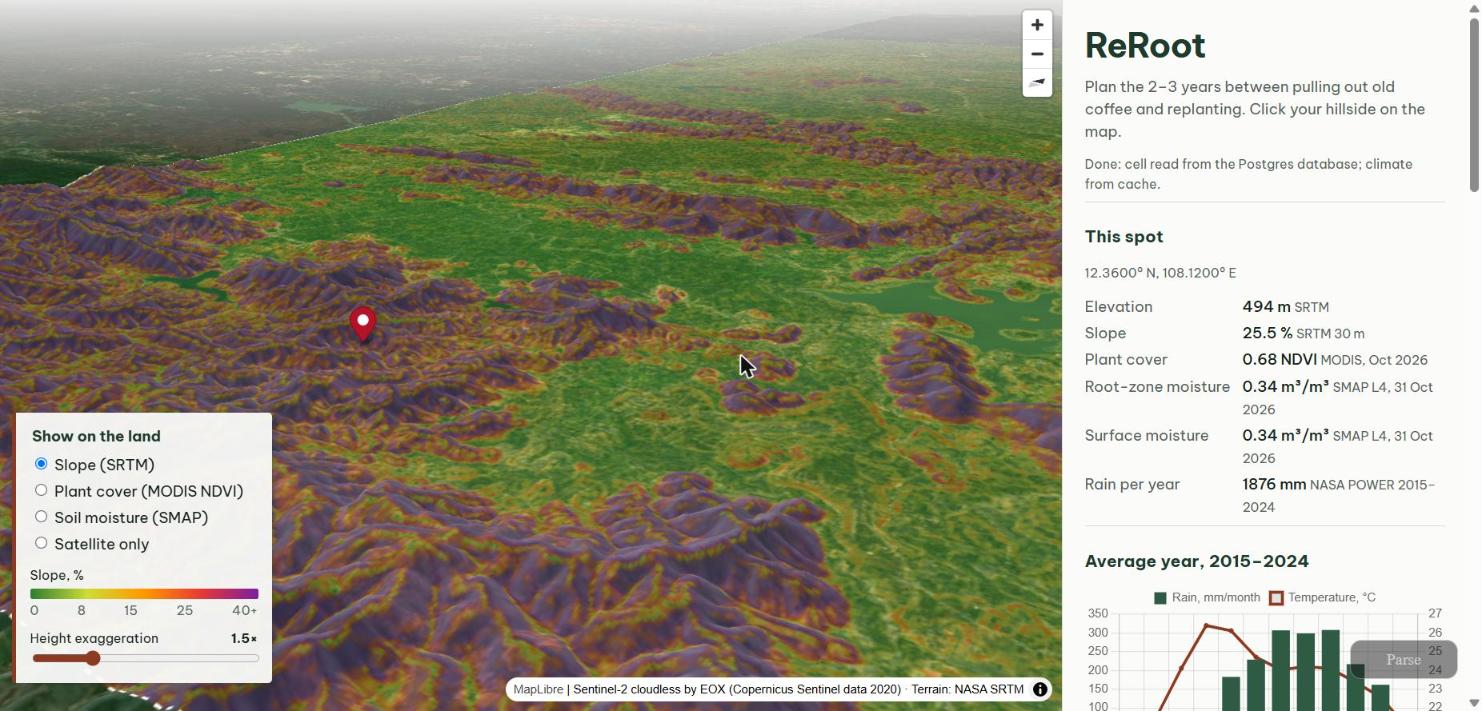 ReRoot
Plan the 2–3 years between pulling out old
coffee and replanting. Click your hillside on the
map.
Done: cell read from the Postgres database; climate
from cache.
This spot
12.3600° N, 108.1200° E
Elevation 494 m SRTM
Slope 25.5 % SRTM 30 m
Plant cover 0.68 NDVI MODIS, Oct 2026
Root-zone moisture 0.34 m³/m³ SMAP L4, 31 Oct
2026
Surface moisture 0.34 m³/m³ SMAP L4, 31 Oct
2026
Rain per year 1876 mm NASA POWER 2015–
2024
Average year, 2015–2024
Rain, mm/month Temperature, °C
350 27
300 26
250 25
200 24
150 23
100 22
Parse
Show on the land
Slope (SRTM)
Plant cover (MODIS NDVI)
Soil moisture (SMAP)
Satellite only
Slope, %
0 8 15 25 40+
Height exaggeration 1.5×
MapLibre | Sentinel-2 cloudless by EOX (Copernicus Sentinel data 2020) · Terrain: NASA SRTM